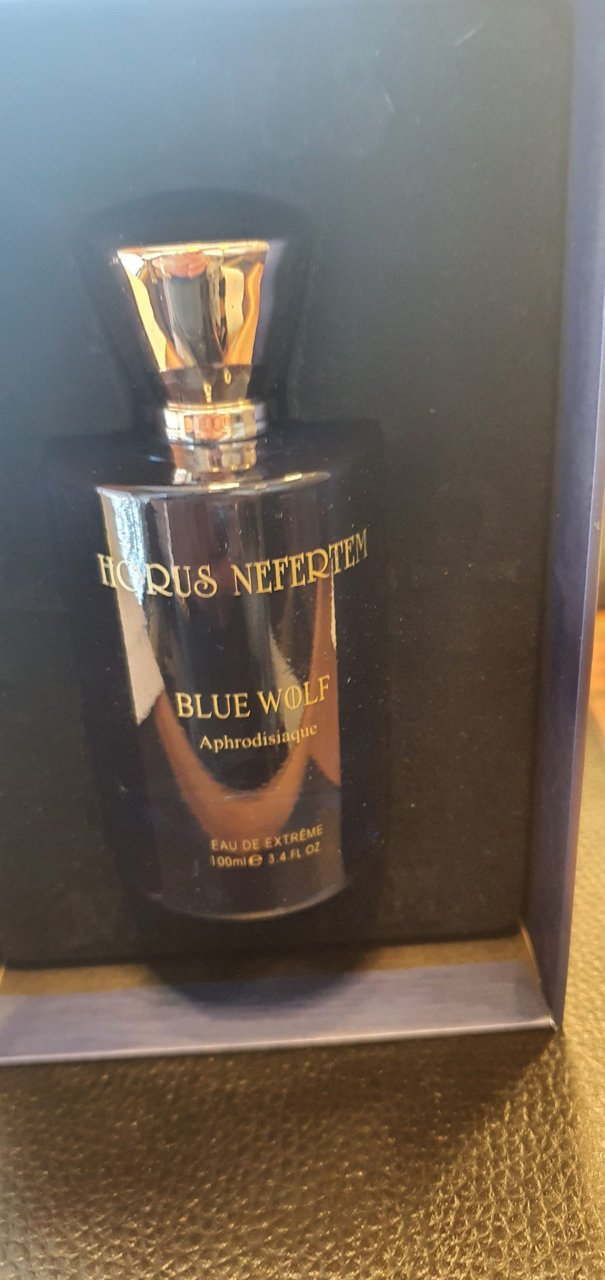 HORUS NEFERTEM
BLUE WOLF
Aphrodisiaque
EAU DE EXTRÊME
100ml e 3.4.FL OZ